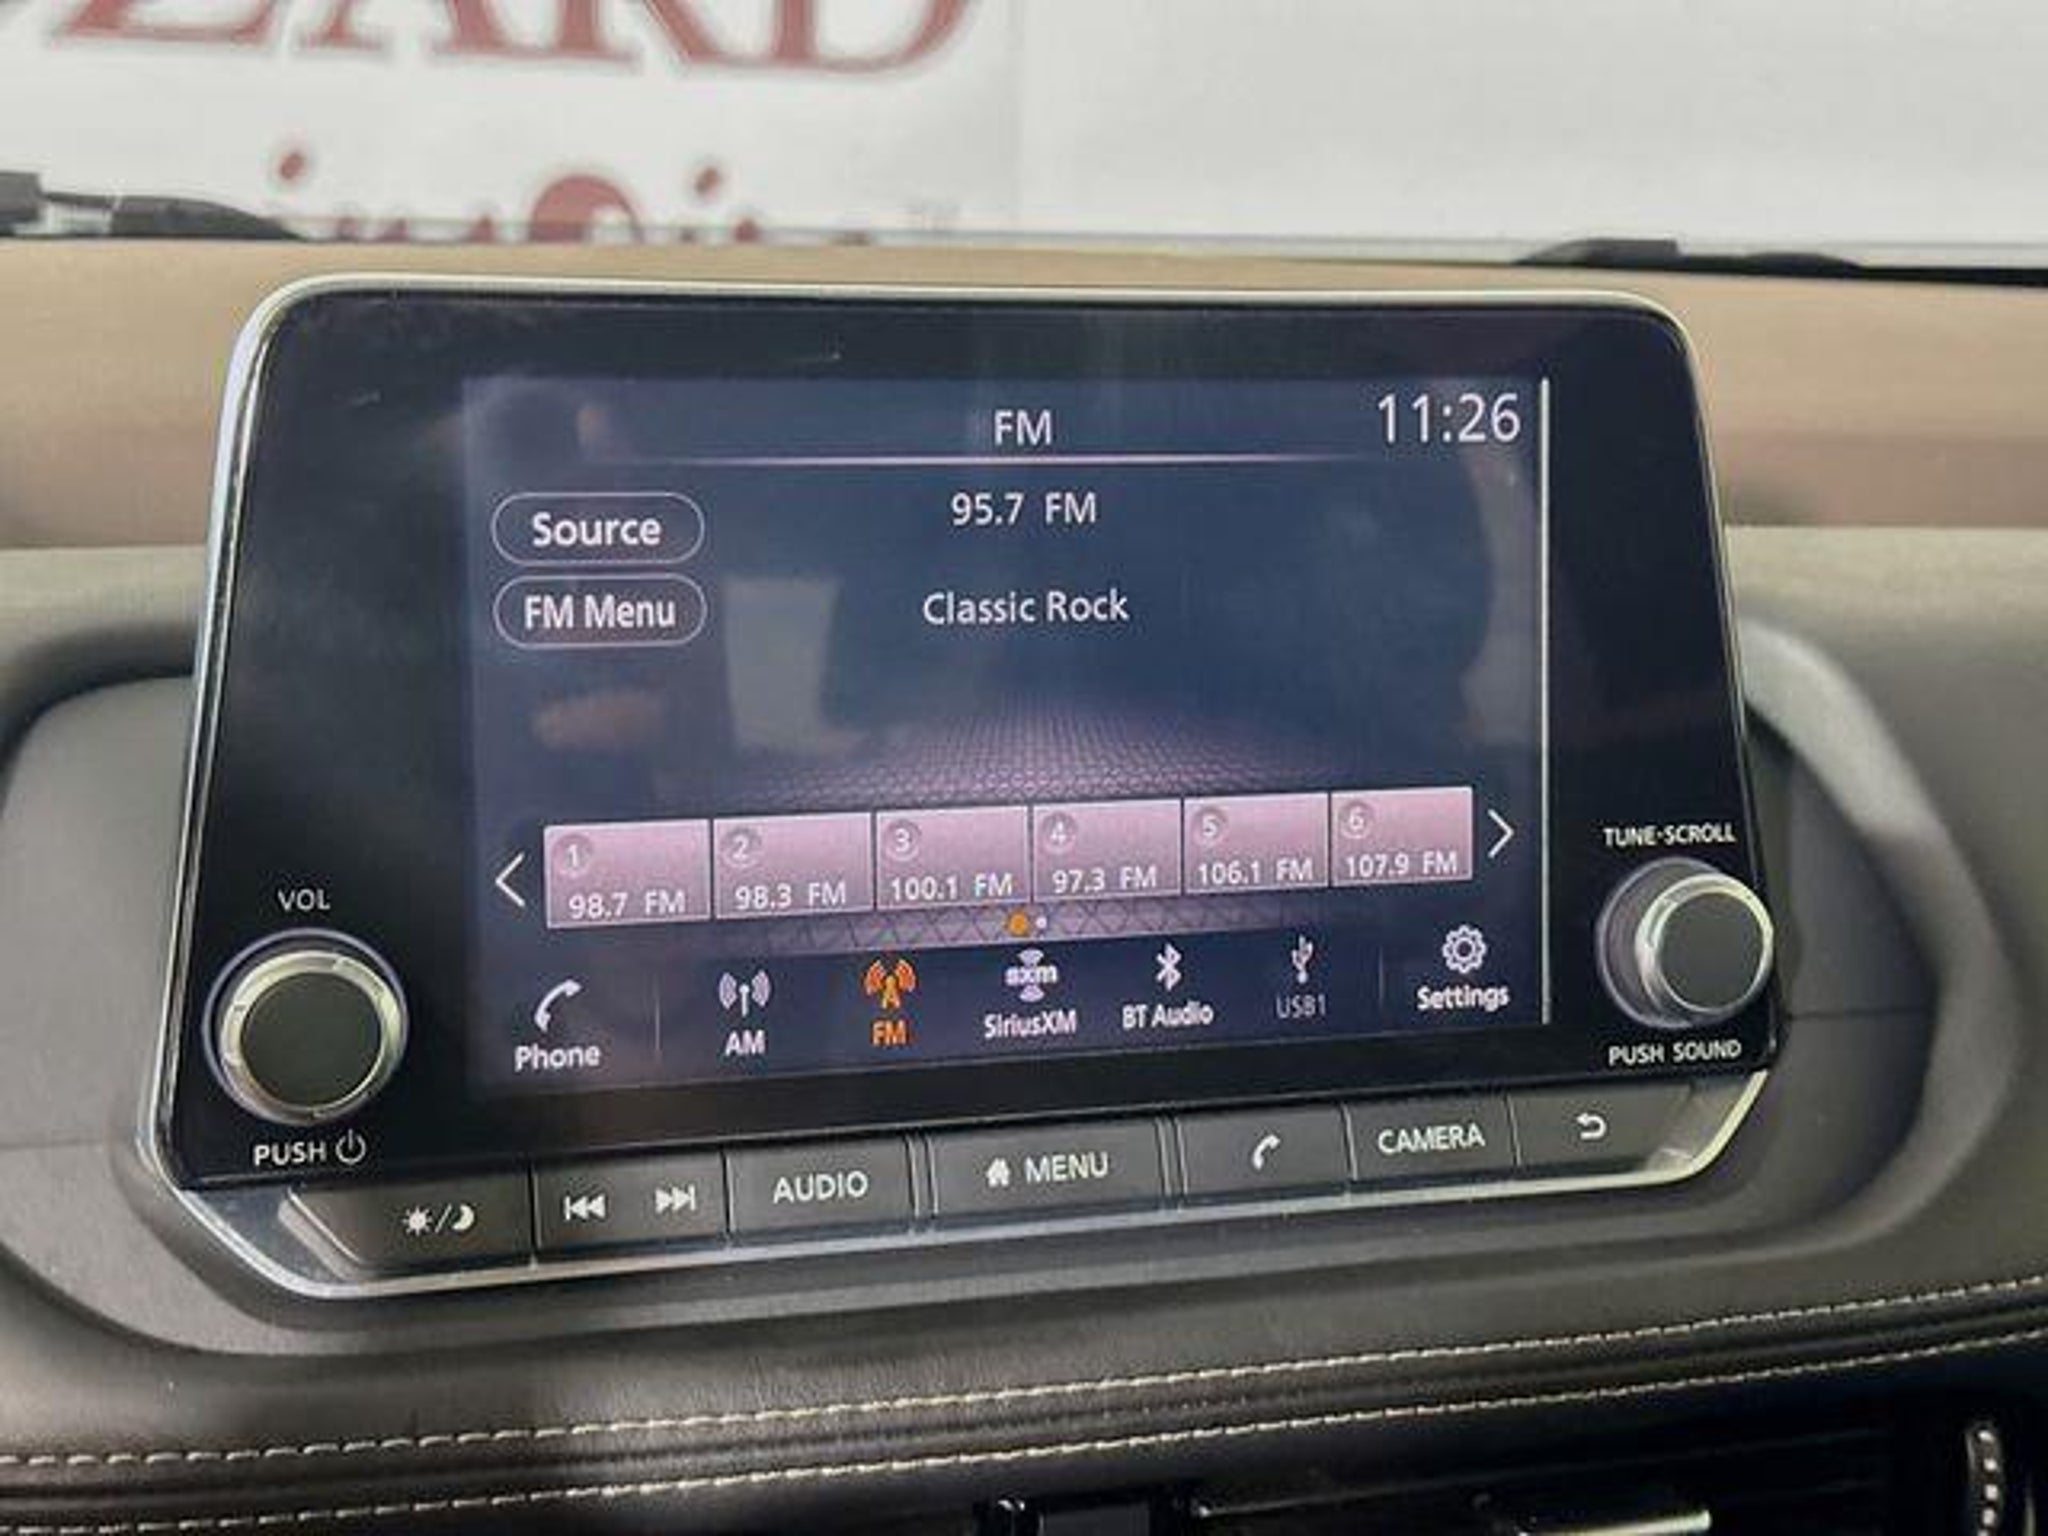 FM
11:26
95.7 FM
Source
FM Menu
Classic Rock
1 98.7 FM
2 98.3 FM
3 100.1 FM
4 97.3 FM
5 106.1 FM
6 107.9 FM
TUNE·SCROLL
VOL
Phone
AM
FM
sxm
SiriusXM
BT Audio
USB1
Settings
PUSH SOUND
PUSH
AUDIO
MENU
CAMERA